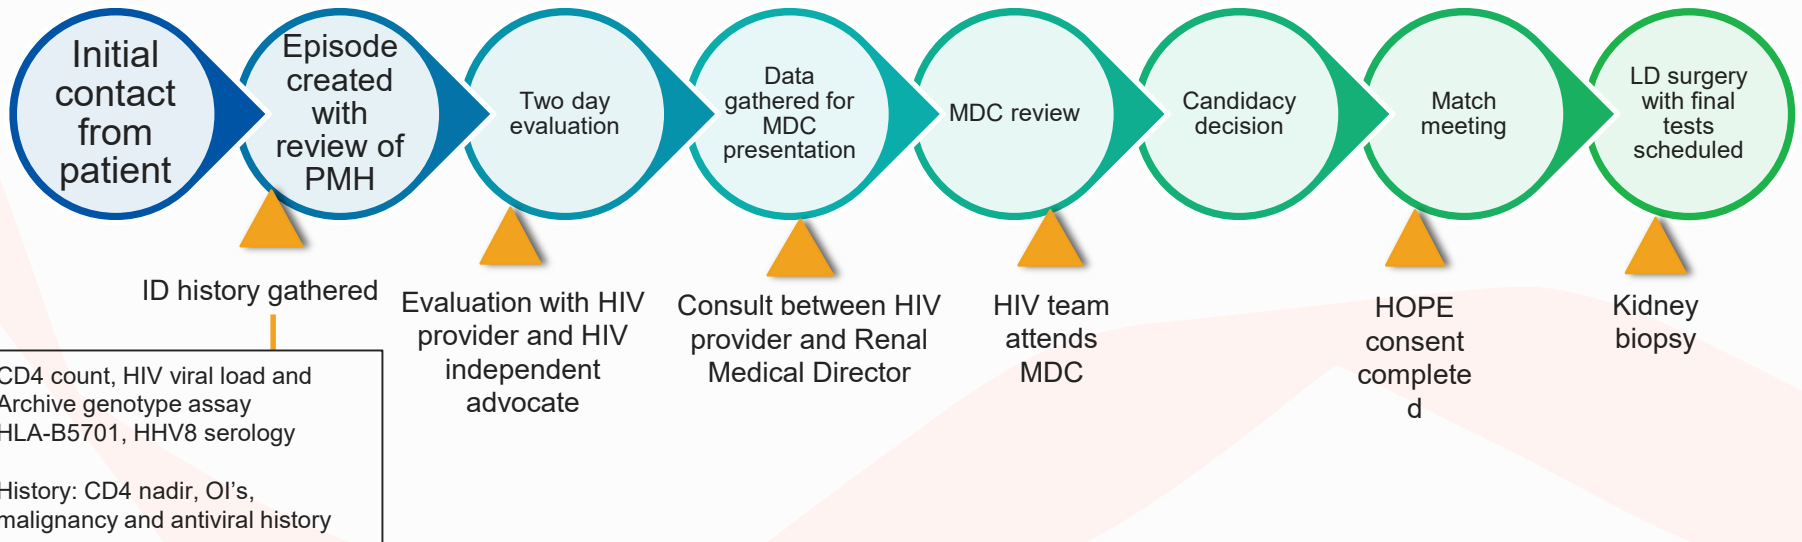 Initial
contact
from
patient
Episode
created
with
review of
PMH
Two day
evaluation
Data
gathered for
MDC
presentation
MDC review
Candidacy
decision
Match
meeting
LD surgery
with final
tests
scheduled
ID history gathered
Evaluation with HIV
provider and HIV
independent
advocate
Consult between HIV
provider and Renal
Medical Director
HIV team
attends
MDC
HOPE
consent
complete
d
Kidney
biopsy
CD4 count, HIV viral load and
Archive genotype assay
HLA-B5701, HHV8 serology
History: CD4 nadir, OI's,
malignancy and antiviral history